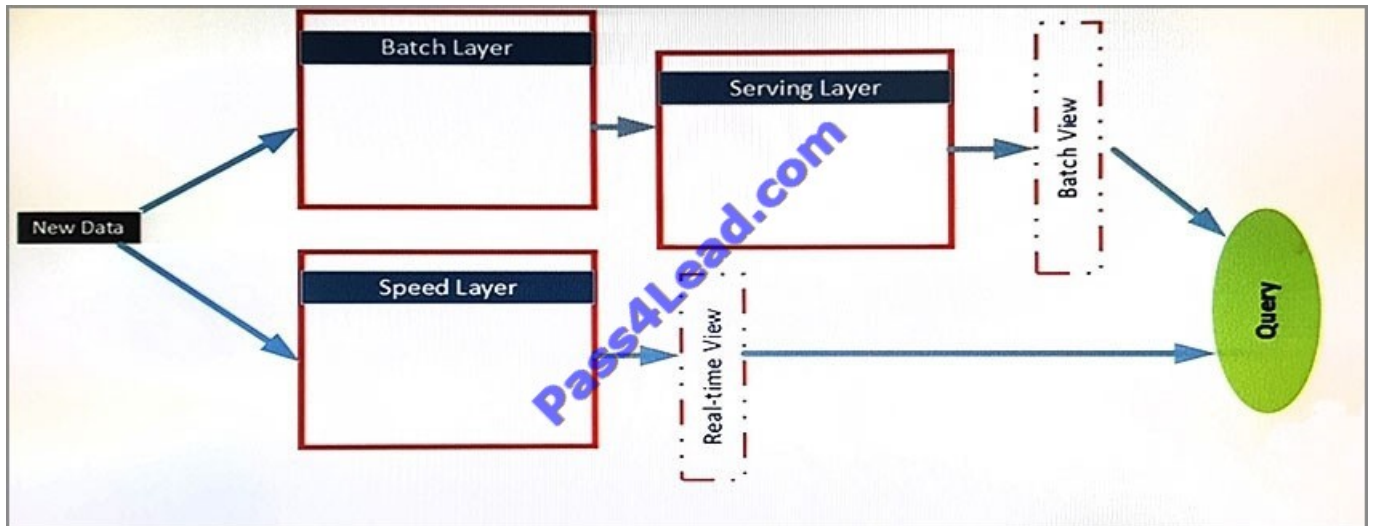 Batch Layer
Serving Layer
Batch View
New Data
Speed Layer
Real-time View
Query
Pass4Lead.com